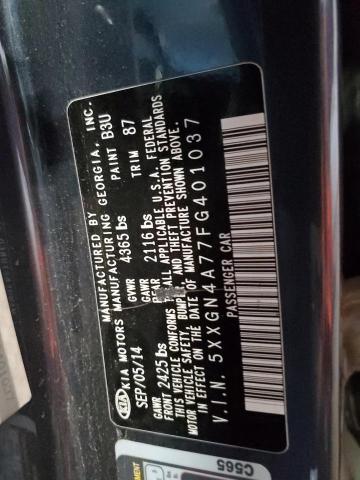 MANUFACTURED BY
KIA KIA MOTORS MANUFACTURING GEORGIA, INC.
SEP/05/14 4365 lbs PAINT B3U
GVWR TRIM 87
GAWR FRONT 2425 lbs GAWR REAR 2116 lbs
THIS VEHICLE CONFORMS TO ALL APPLICABLE U.S.A. FEDERAL
MOTOR VEHICLE SAFETY, BUMPER, AND THEFT PREVENTION STANDARDS
IN EFFECT ON THE DATE OF MANUFACTURE SHOWN ABOVE.
V.I.N. 5XXGN4A77FG401037
PASSENGER CAR
C565